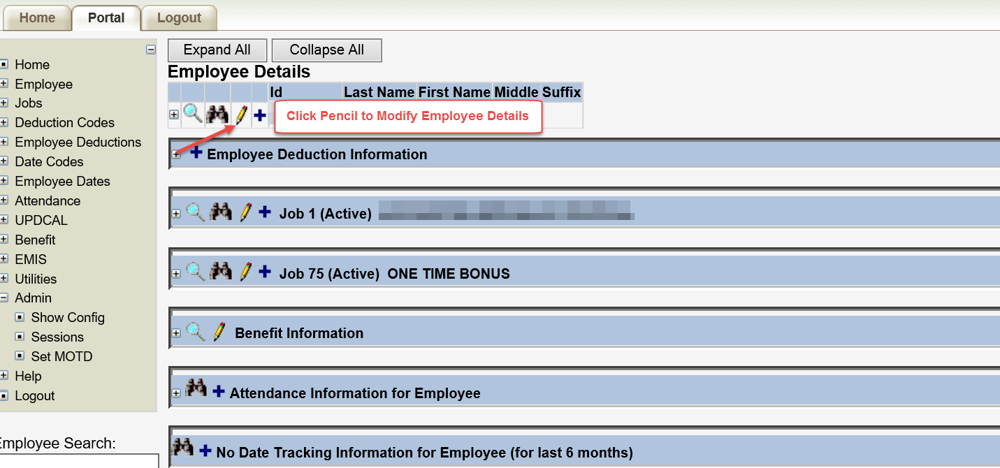 Home Portal Logout
Expand All Collapse All
Employee Details
Id Last Name First Name Middle Suffix
Click Pencil to Modify Employee Details
Employee Deduction Information
Job 1 (Active)
Job 75 (Active) ONE TIME BONUS
Benefit Information
Attendance Information for Employee
No Date Tracking Information for Employee (for last 6 months)
Home
Employee
Jobs
Deduction Codes
Employee Deductions
Date Codes
Employee Dates
Attendance
UPDCAL
Benefit
EMIS
Utilities
Admin
Show Config
Sessions
Set MOTD
Help
Logout
Employee Search: